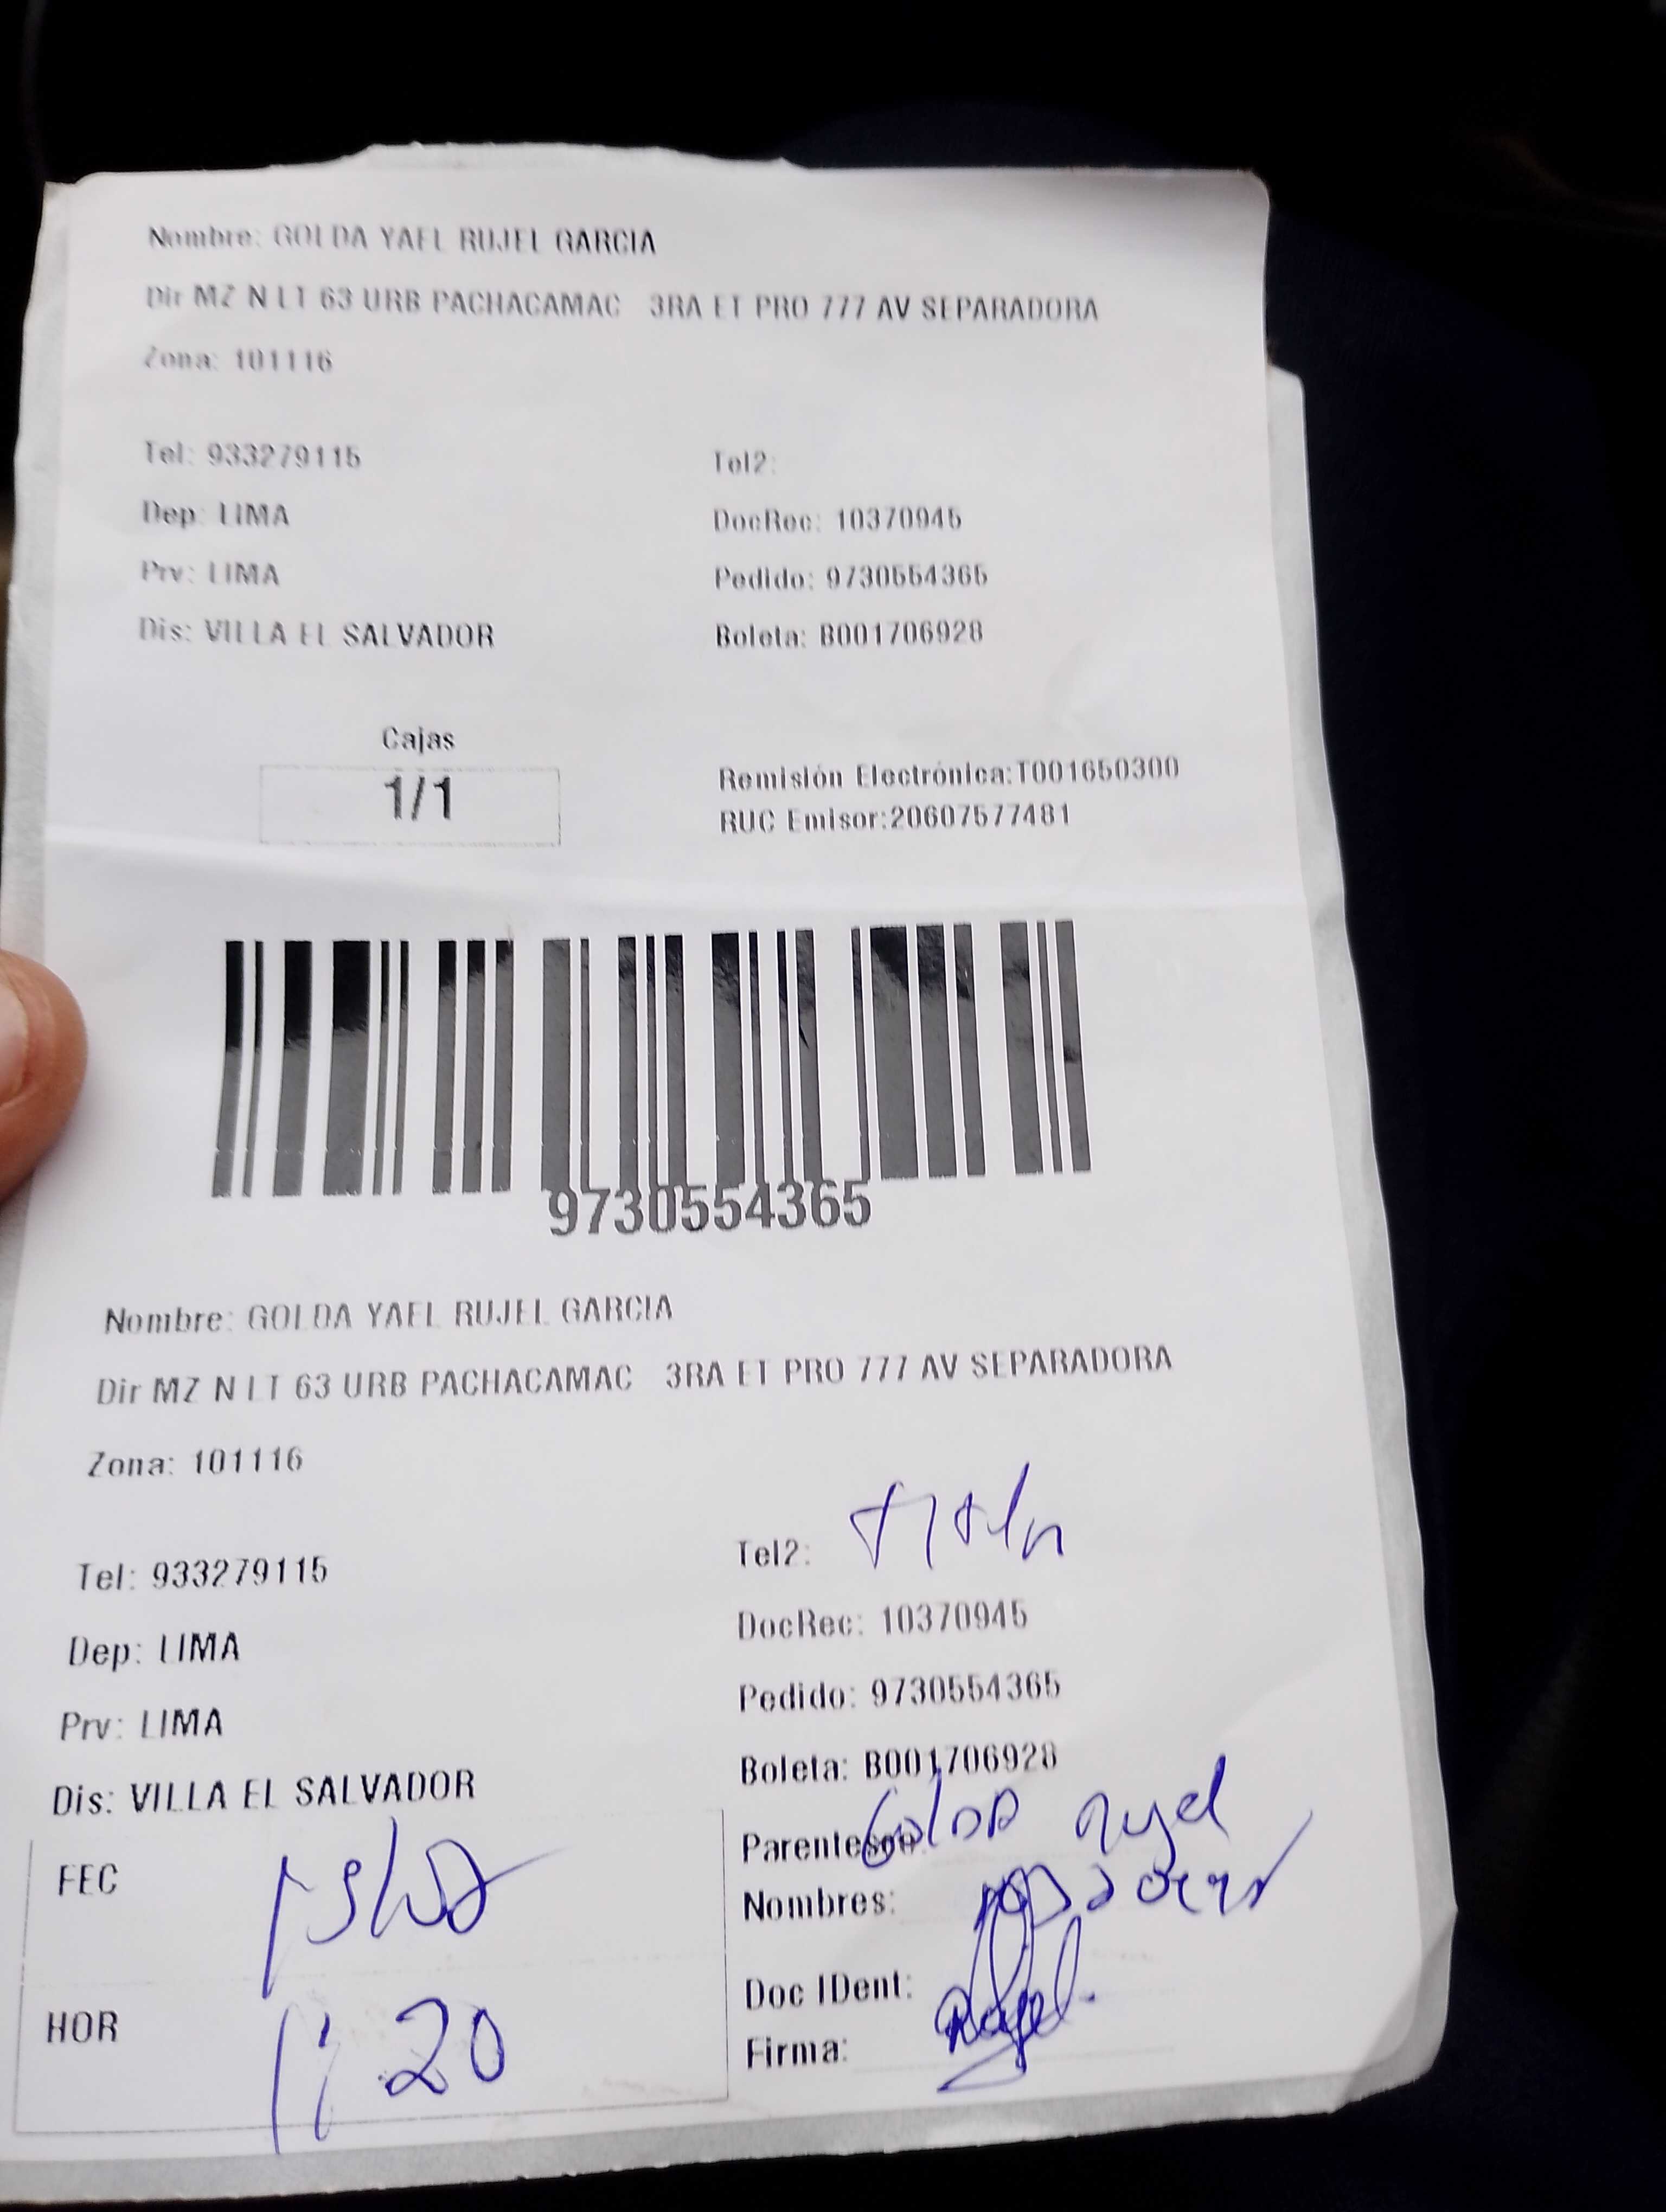 Nombre: GOLDA YAEL RUJEL GARCIA
Dir MZ N LT 63 URB PACHACAMAC 3RA ET PRO 777 AV SEPARADORA
Zona: 101116
Tel: 933279115
Tel2:
Dep: LIMA
DocRec: 10370945
Prv: LIMA
Pedido: 9730554365
Dis: VILLA EL SALVADOR
Boleta: B001706928
Cajas
1/1
Remisión Electrónica:T001650300
RUC Emisor:20607577481
9730554365
Nombre: GOLDA YAEL RUJEL GARCIA
Dir MZ N LT 63 URB PACHACAMAC 3RA ET PRO 777 AV SEPARADORA
Zona: 101116
Tel: 933279115
Tel2:
Dep: LIMA
DocRec: 10370945
Prv: LIMA
Pedido: 9730554365
Dis: VILLA EL SALVADOR
Boleta: B001706928
FEC
Parentesco:
Nombres:
HOR 11:20
Doc IDent:
Firma: